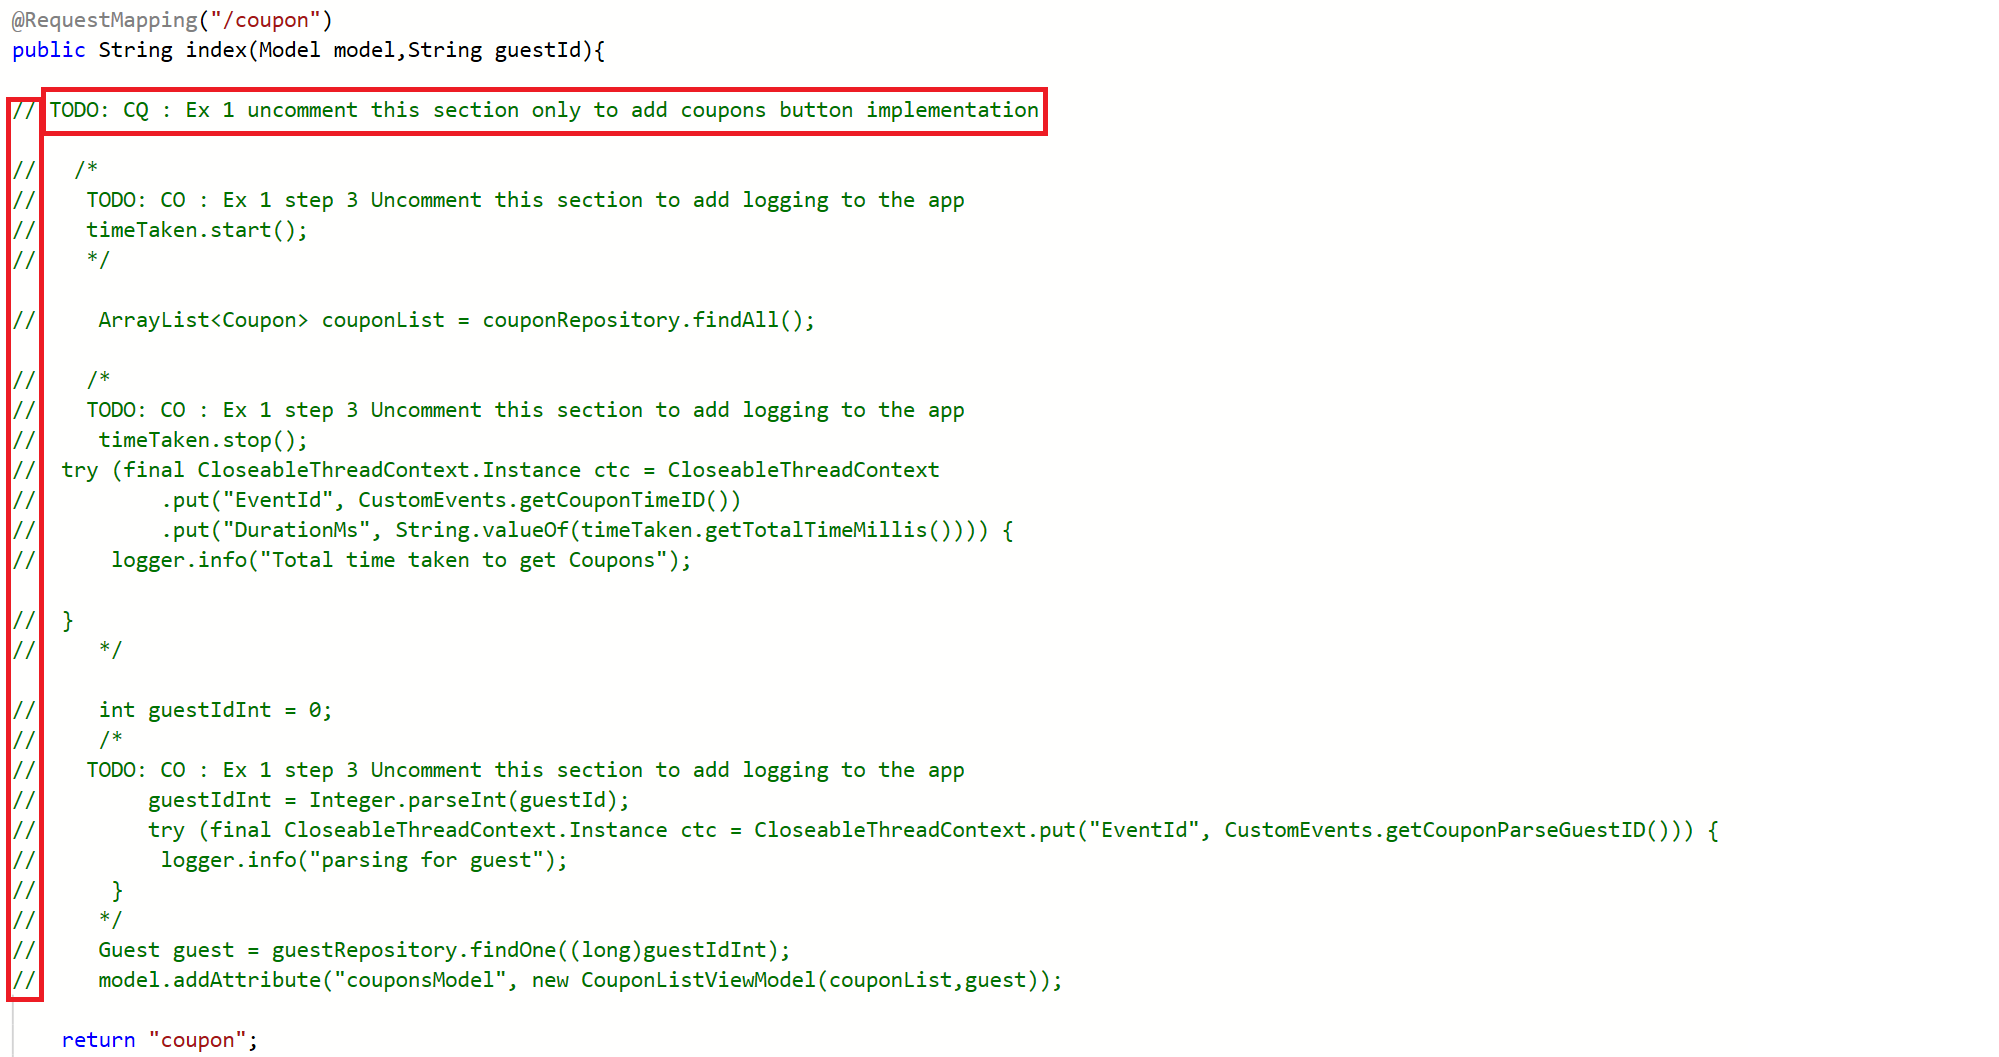 @RequestMapping("/coupon")
public String index(Model model,String guestId){
// TODO: CQ : Ex 1 uncomment this section only to add coupons button implementation
//   /*
//    TODO: CO : Ex 1 step 3 Uncomment this section to add logging to the app
//    timeTaken.start();
//    */
//     ArrayList<Coupon> couponList = couponRepository.findAll();
//    /*
//    TODO: CO : Ex 1 step 3 Uncomment this section to add logging to the app
//     timeTaken.stop();
//  try (final CloseableThreadContext.Instance ctc = CloseableThreadContext
//          .put("EventId", CustomEvents.getCouponTimeID())
//          .put("DurationMs", String.valueOf(timeTaken.getTotalTimeMillis()))) {
//      logger.info("Total time taken to get Coupons");
//  }
//     */
//     int guestIdInt = 0;
//     /*
//    TODO: CO : Ex 1 step 3 Uncomment this section to add logging to the app
//         guestIdInt = Integer.parseInt(guestId);
//         try (final CloseableThreadContext.Instance ctc = CloseableThreadContext.put("EventId", CustomEvents.getCouponParseGuestID())) {
//          logger.info("parsing for guest");
//      }
//     */
//     Guest guest = guestRepository.findOne((long)guestIdInt);
//     model.addAttribute("couponsModel", new CouponListViewModel(couponList,guest));
    return "coupon";